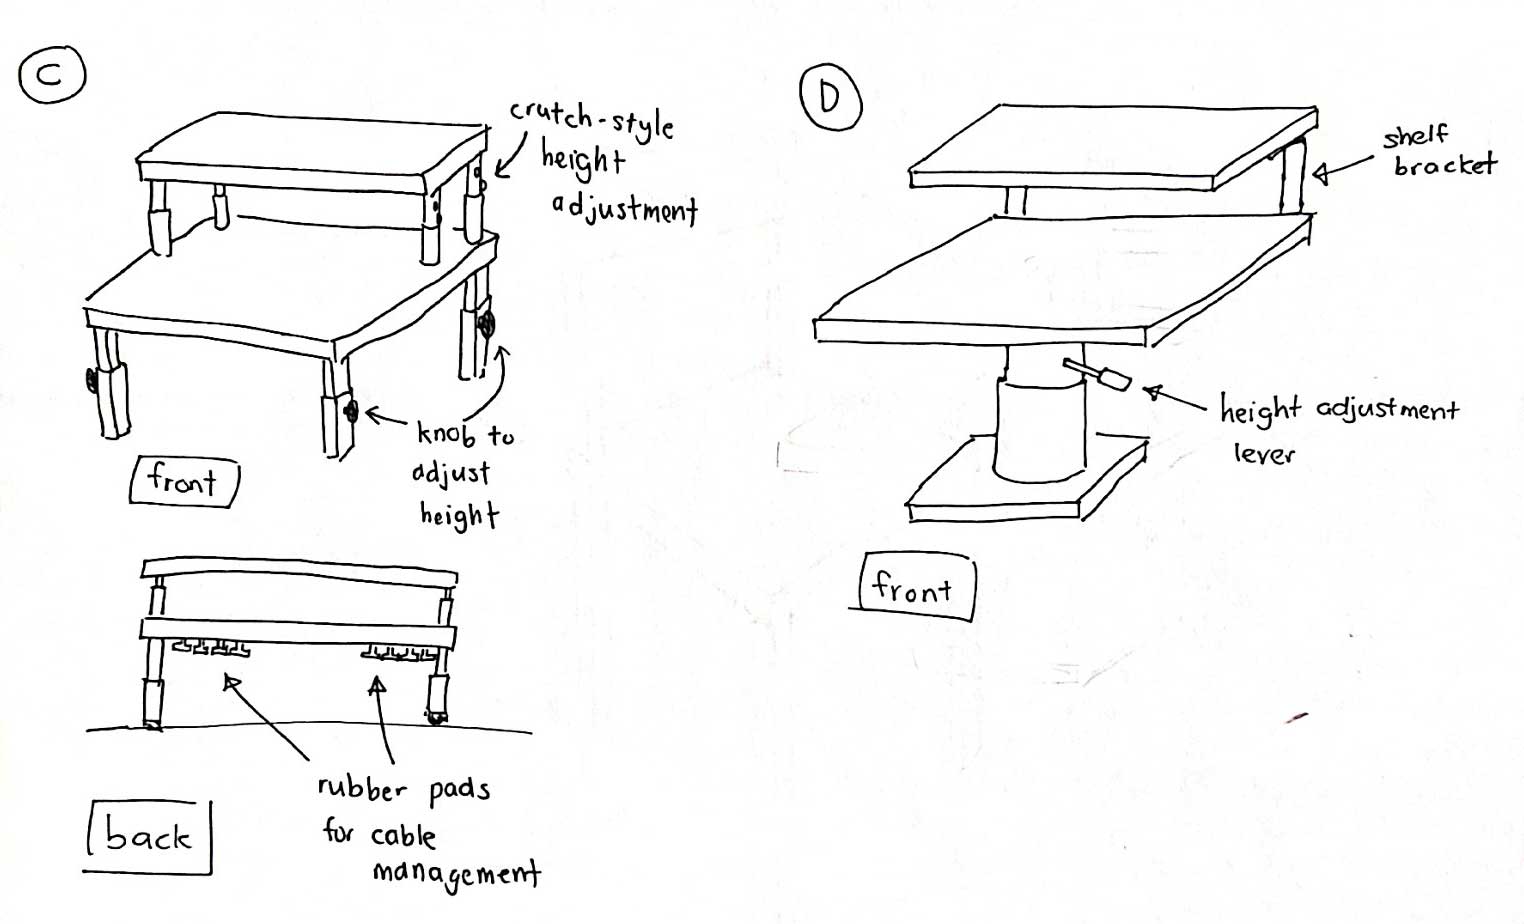 C
crutch-style
height
adjustment
knob to
adjust
height
front
rubber pads
for cable
management
back
D
shelf
bracket
height adjustment
lever
front